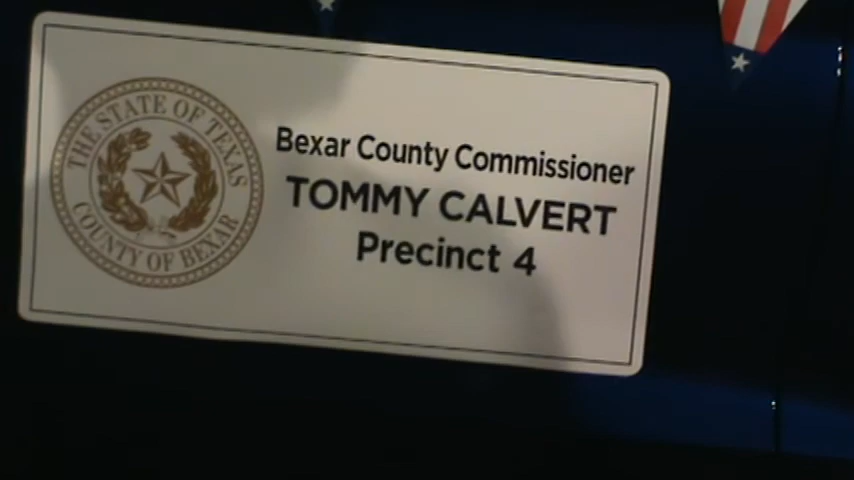 THE STATE OF TEXAS
COUNTY OF BEXAR
Bexar County Commissioner
TOMMY CALVERT
Precinct 4